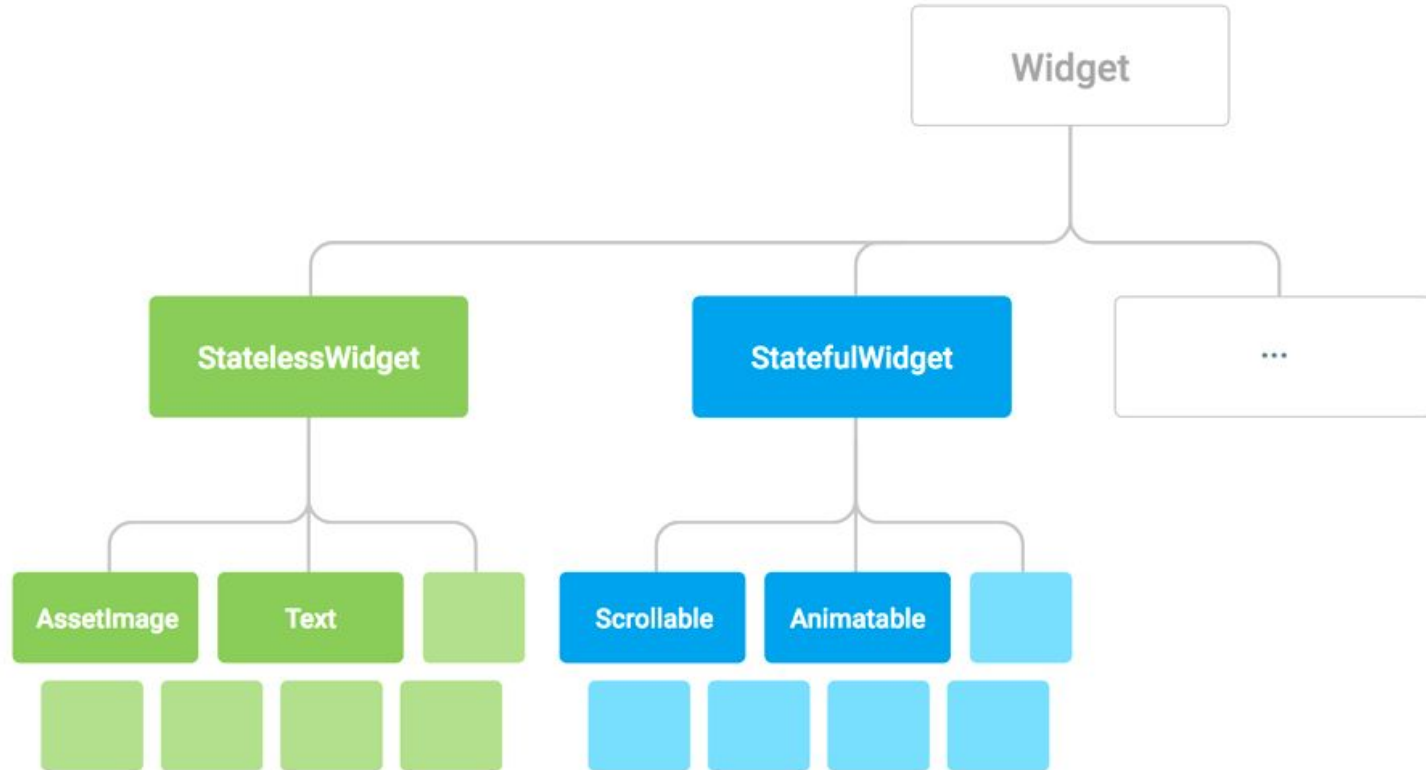 Widget
StatelessWidget
StatefulWidget
...
AssetImage
Text
Scrollable
Animatable